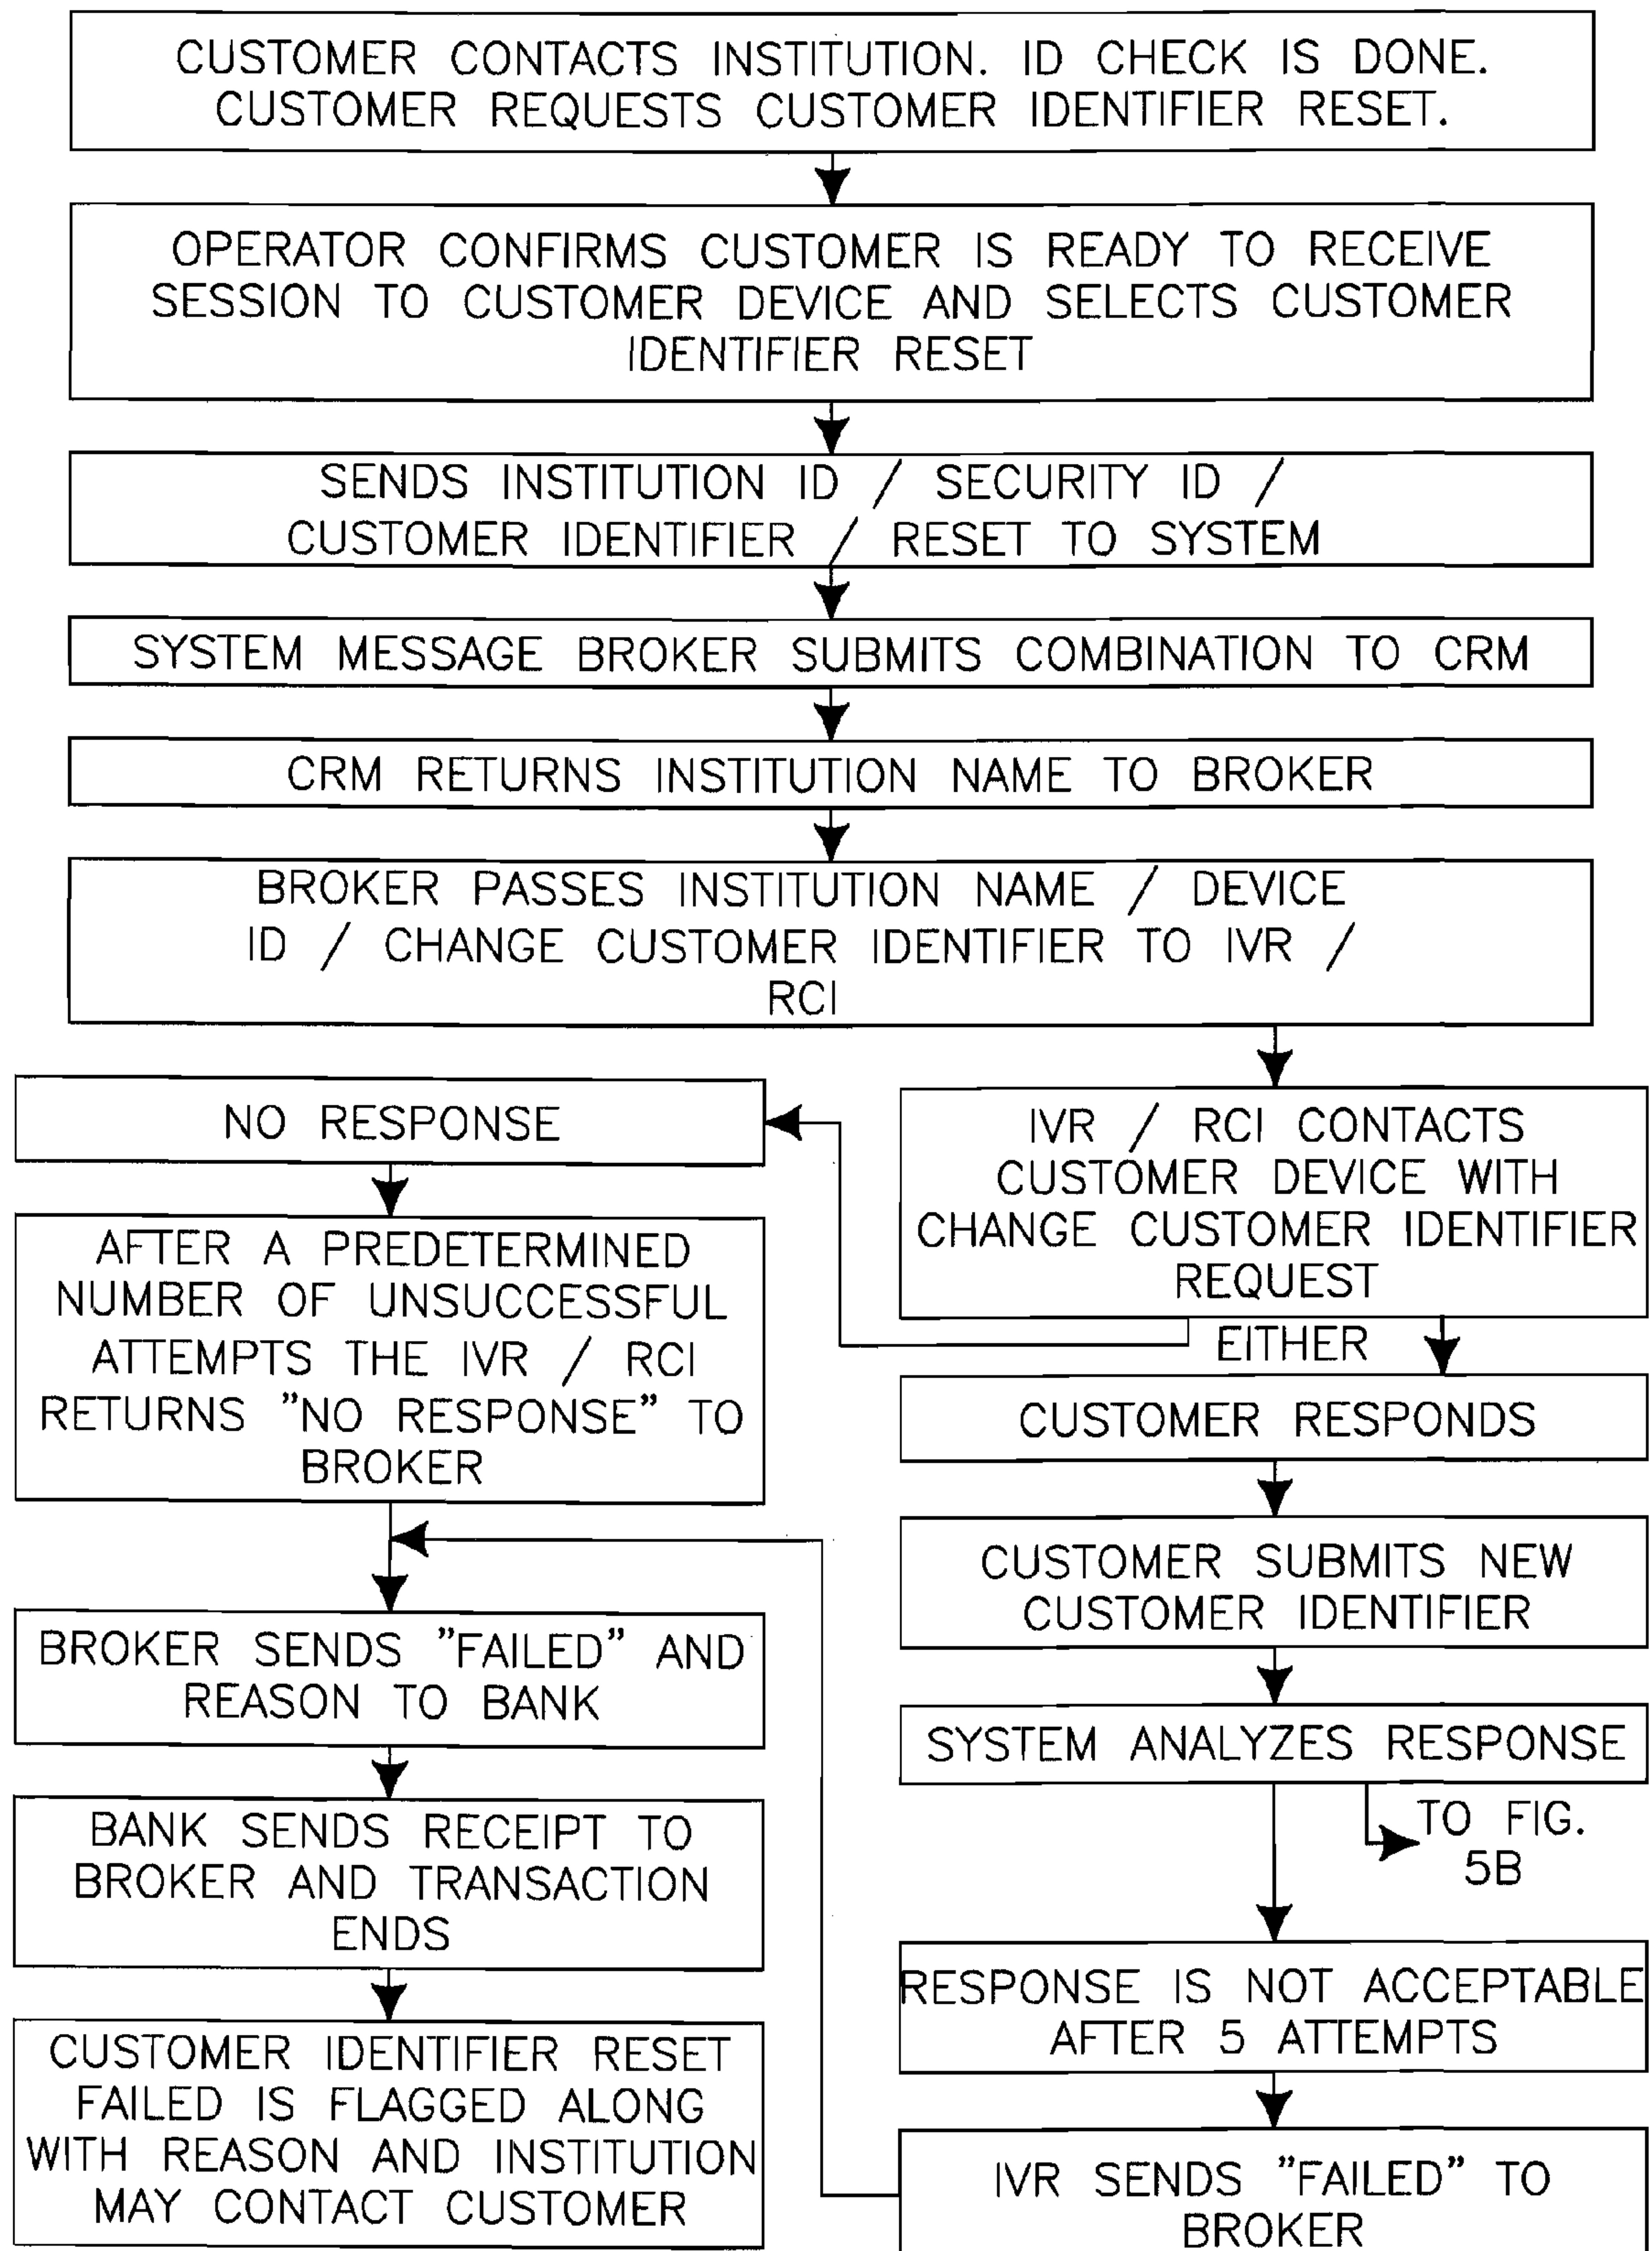 CUSTOMER CONTACTS INSTITUTION. ID CHECK IS DONE.
CUSTOMER REQUESTS CUSTOMER IDENTIFIER RESET.
OPERATOR CONFIRMS CUSTOMER IS READY TO RECEIVE
SESSION TO CUSTOMER DEVICE AND SELECTS CUSTOMER
IDENTIFIER RESET
SENDS INSTITUTION ID / SECURITY ID /
CUSTOMER IDENTIFIER / RESET TO SYSTEM
SYSTEM MESSAGE BROKER SUBMITS COMBINATION TO CRM
CRM RETURNS INSTITUTION NAME TO BROKER
BROKER PASSES INSTITUTION NAME / DEVICE
ID / CHANGE CUSTOMER IDENTIFIER TO IVR /
RCI
IVR / RCI CONTACTS
CUSTOMER DEVICE WITH
CHANGE CUSTOMER IDENTIFIER
REQUEST
EITHER
NO RESPONSE
AFTER A PREDETERMINED
NUMBER OF UNSUCCESSFUL
ATTEMPTS THE IVR / RCI
RETURNS "NO RESPONSE" TO
BROKER
BROKER SENDS "FAILED" AND
REASON TO BANK
BANK SENDS RECEIPT TO
BROKER AND TRANSACTION
ENDS
CUSTOMER IDENTIFIER RESET
FAILED IS FLAGGED ALONG
WITH REASON AND INSTITUTION
MAY CONTACT CUSTOMER
CUSTOMER RESPONDS
CUSTOMER SUBMITS NEW
CUSTOMER IDENTIFIER
SYSTEM ANALYZES RESPONSE
TO FIG.
5B
RESPONSE IS NOT ACCEPTABLE
AFTER 5 ATTEMPTS
IVR SENDS "FAILED" TO
BROKER